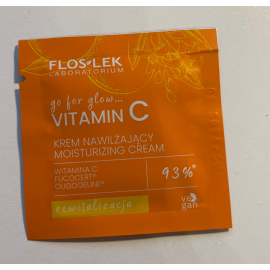 FLOS•LEK
LABORATORIUM
go for glow...
VITAMIN C
KREM NAWILŻAJĄCY
MOISTURIZING CREAM
WITAMINA C
FUCOCERT®
OLIGOGELINE®
93%*
rewitalizacja
vegan